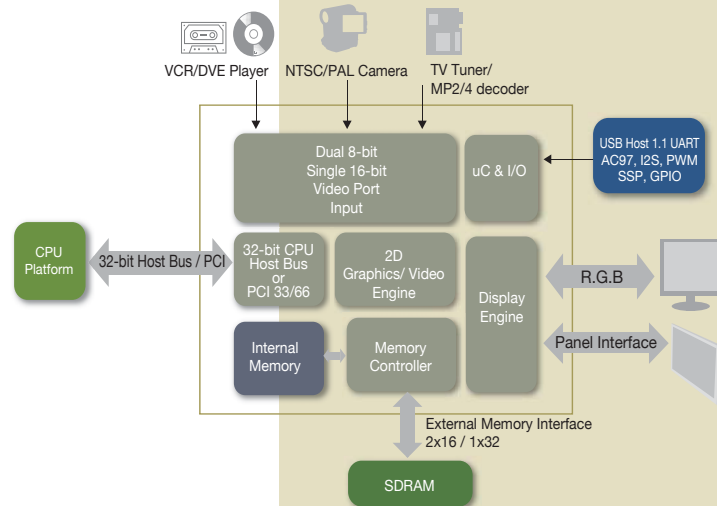 VCR/DVE Player
NTSC/PAL Camera
TV Tuner/
MP2/4 decoder
Dual 8-bit
Single 16-bit
Video Port
Input
uC & I/O
USB Host 1.1 UART
AC97, I2S, PWM
SSP, GPIO
CPU
Platform
32-bit Host Bus / PCI
32-bit CPU
Host Bus
or
PCI 33/66
2D
Graphics/ Video
Engine
Display
Engine
R.G.B
Panel Interface
Internal
Memory
Memory
Controller
External Memory Interface
2x16 / 1x32
SDRAM